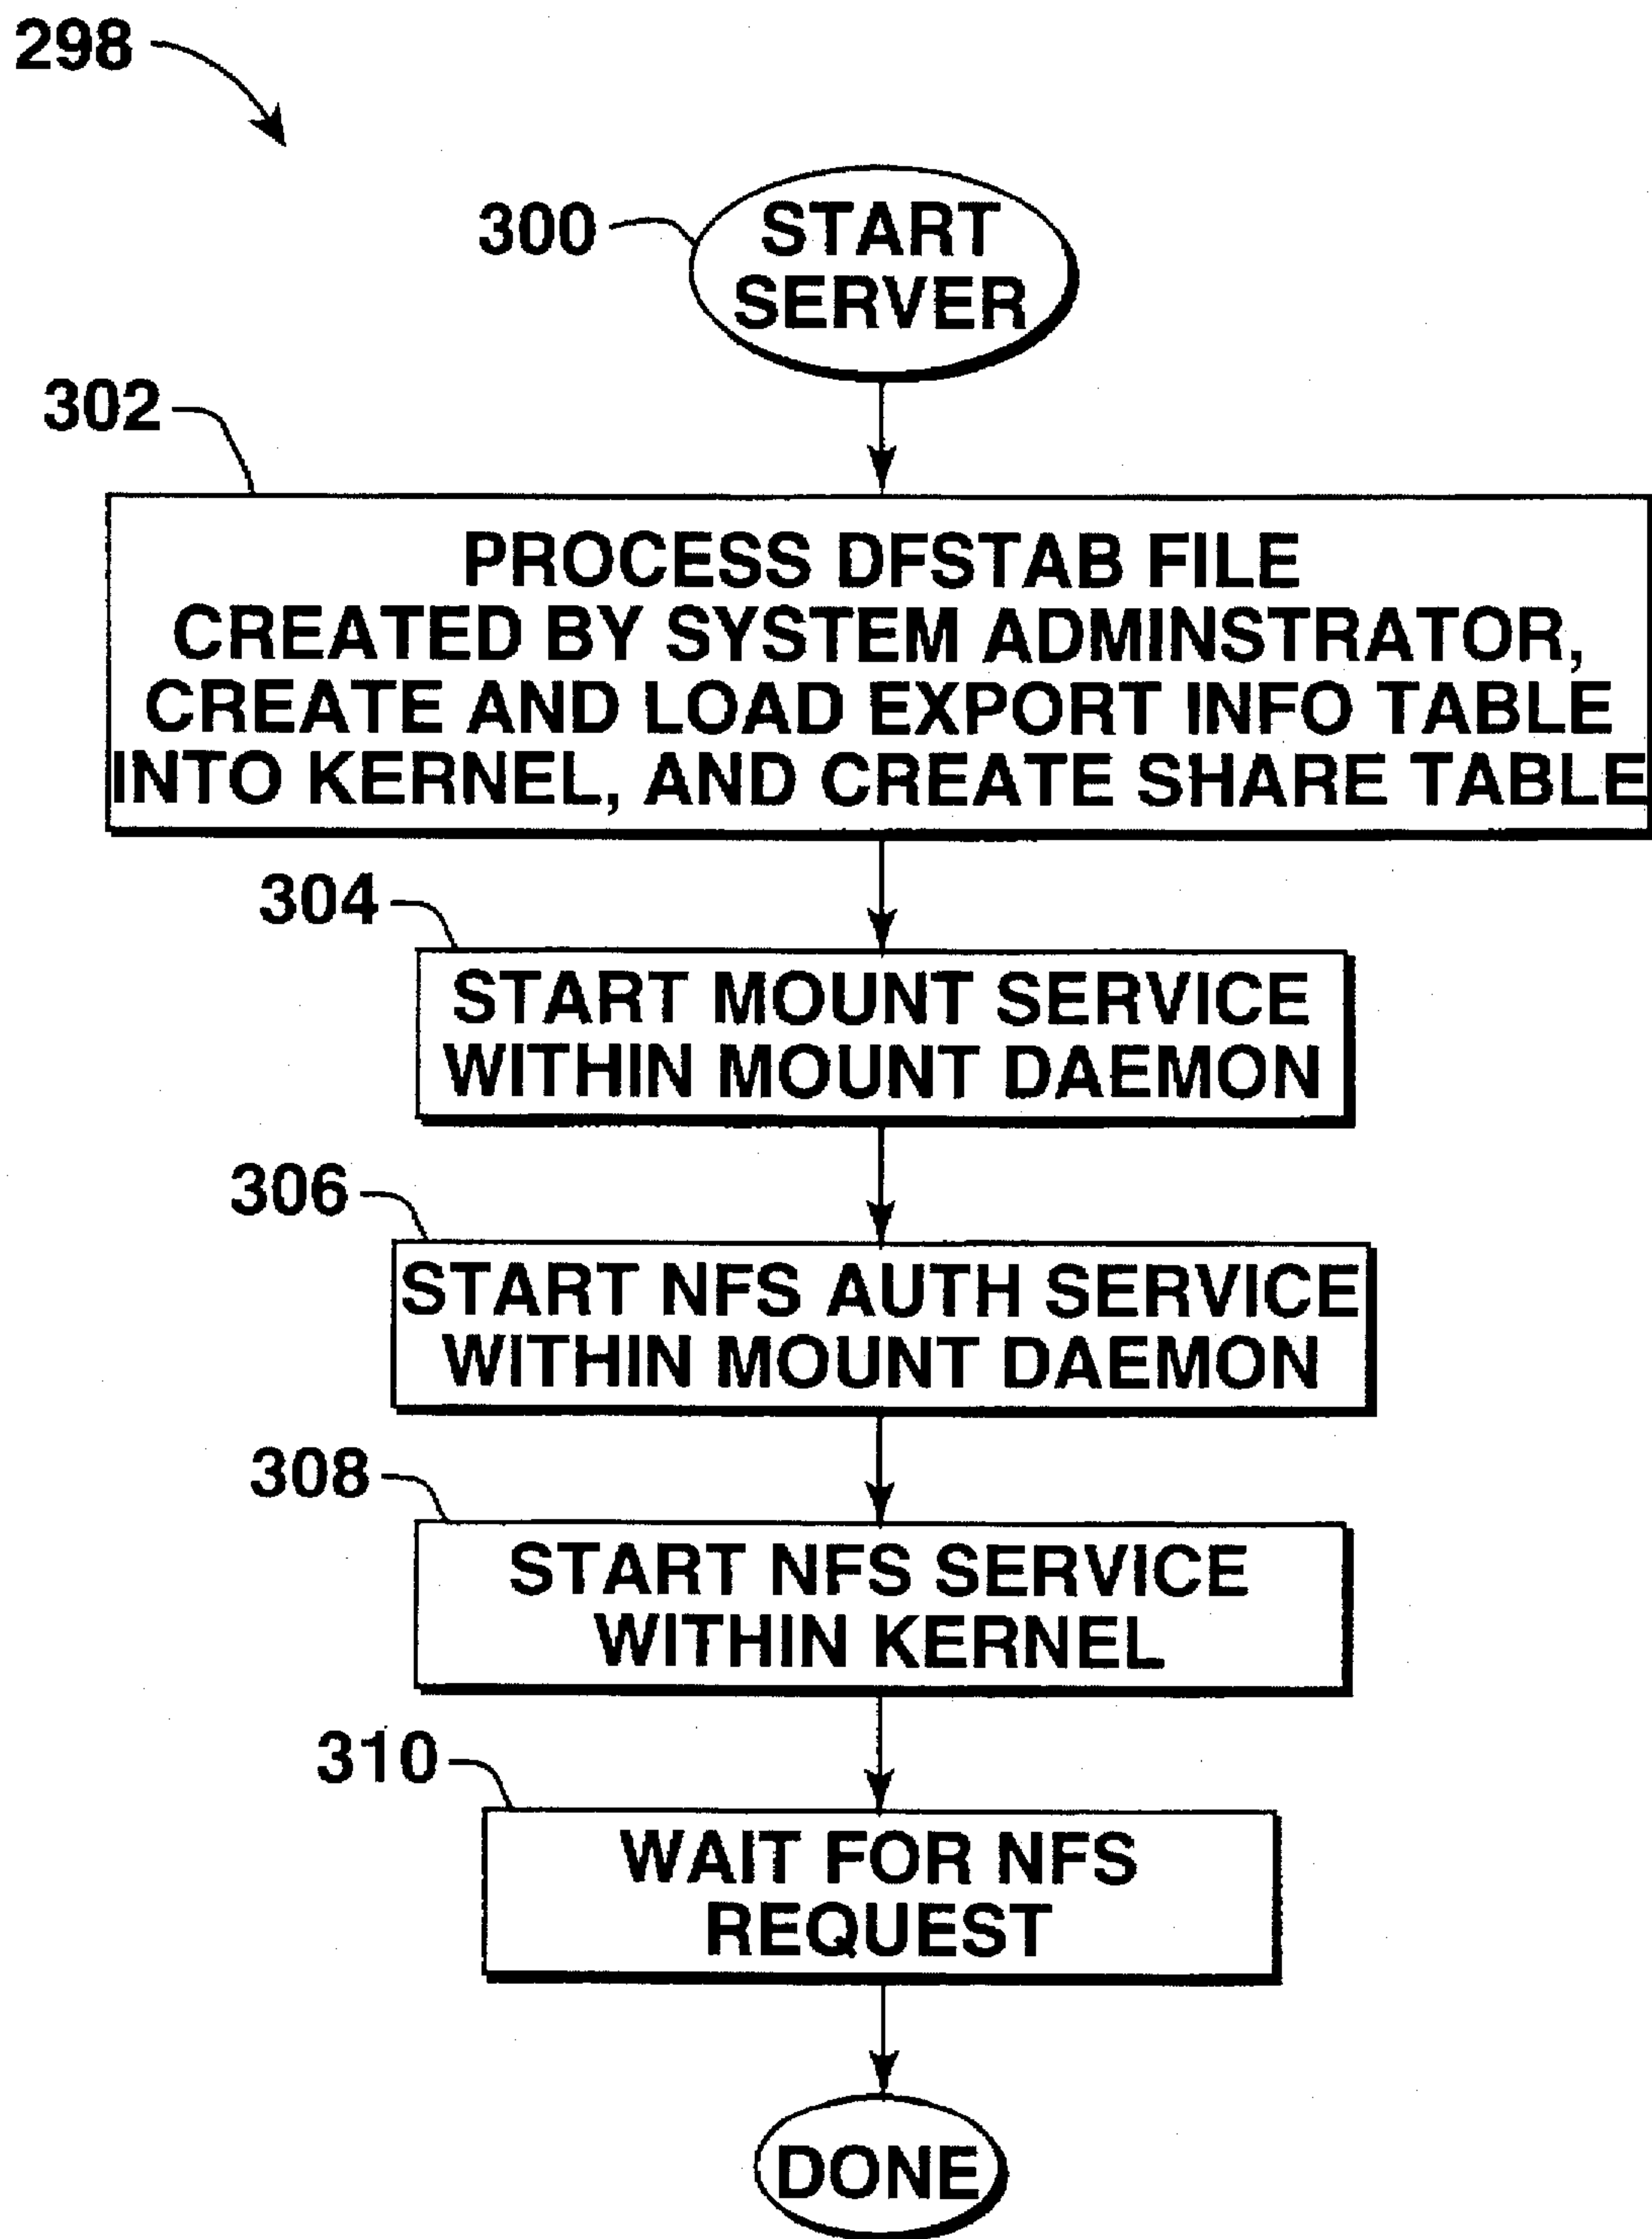 298
300
START
SERVER
302
PROCESS DFSTAB FILE
CREATED BY SYSTEM ADMINSTRATOR,
CREATE AND LOAD EXPORT INFO TABLE
INTO KERNEL, AND CREATE SHARE TABLE
304
START MOUNT SERVICE
WITHIN MOUNT DAEMON
306
START NFS AUTH SERVICE
WITHIN MOUNT DAEMON
308
START NFS SERVICE
WITHIN KERNEL
310
WAIT FOR NFS
REQUEST
DONE